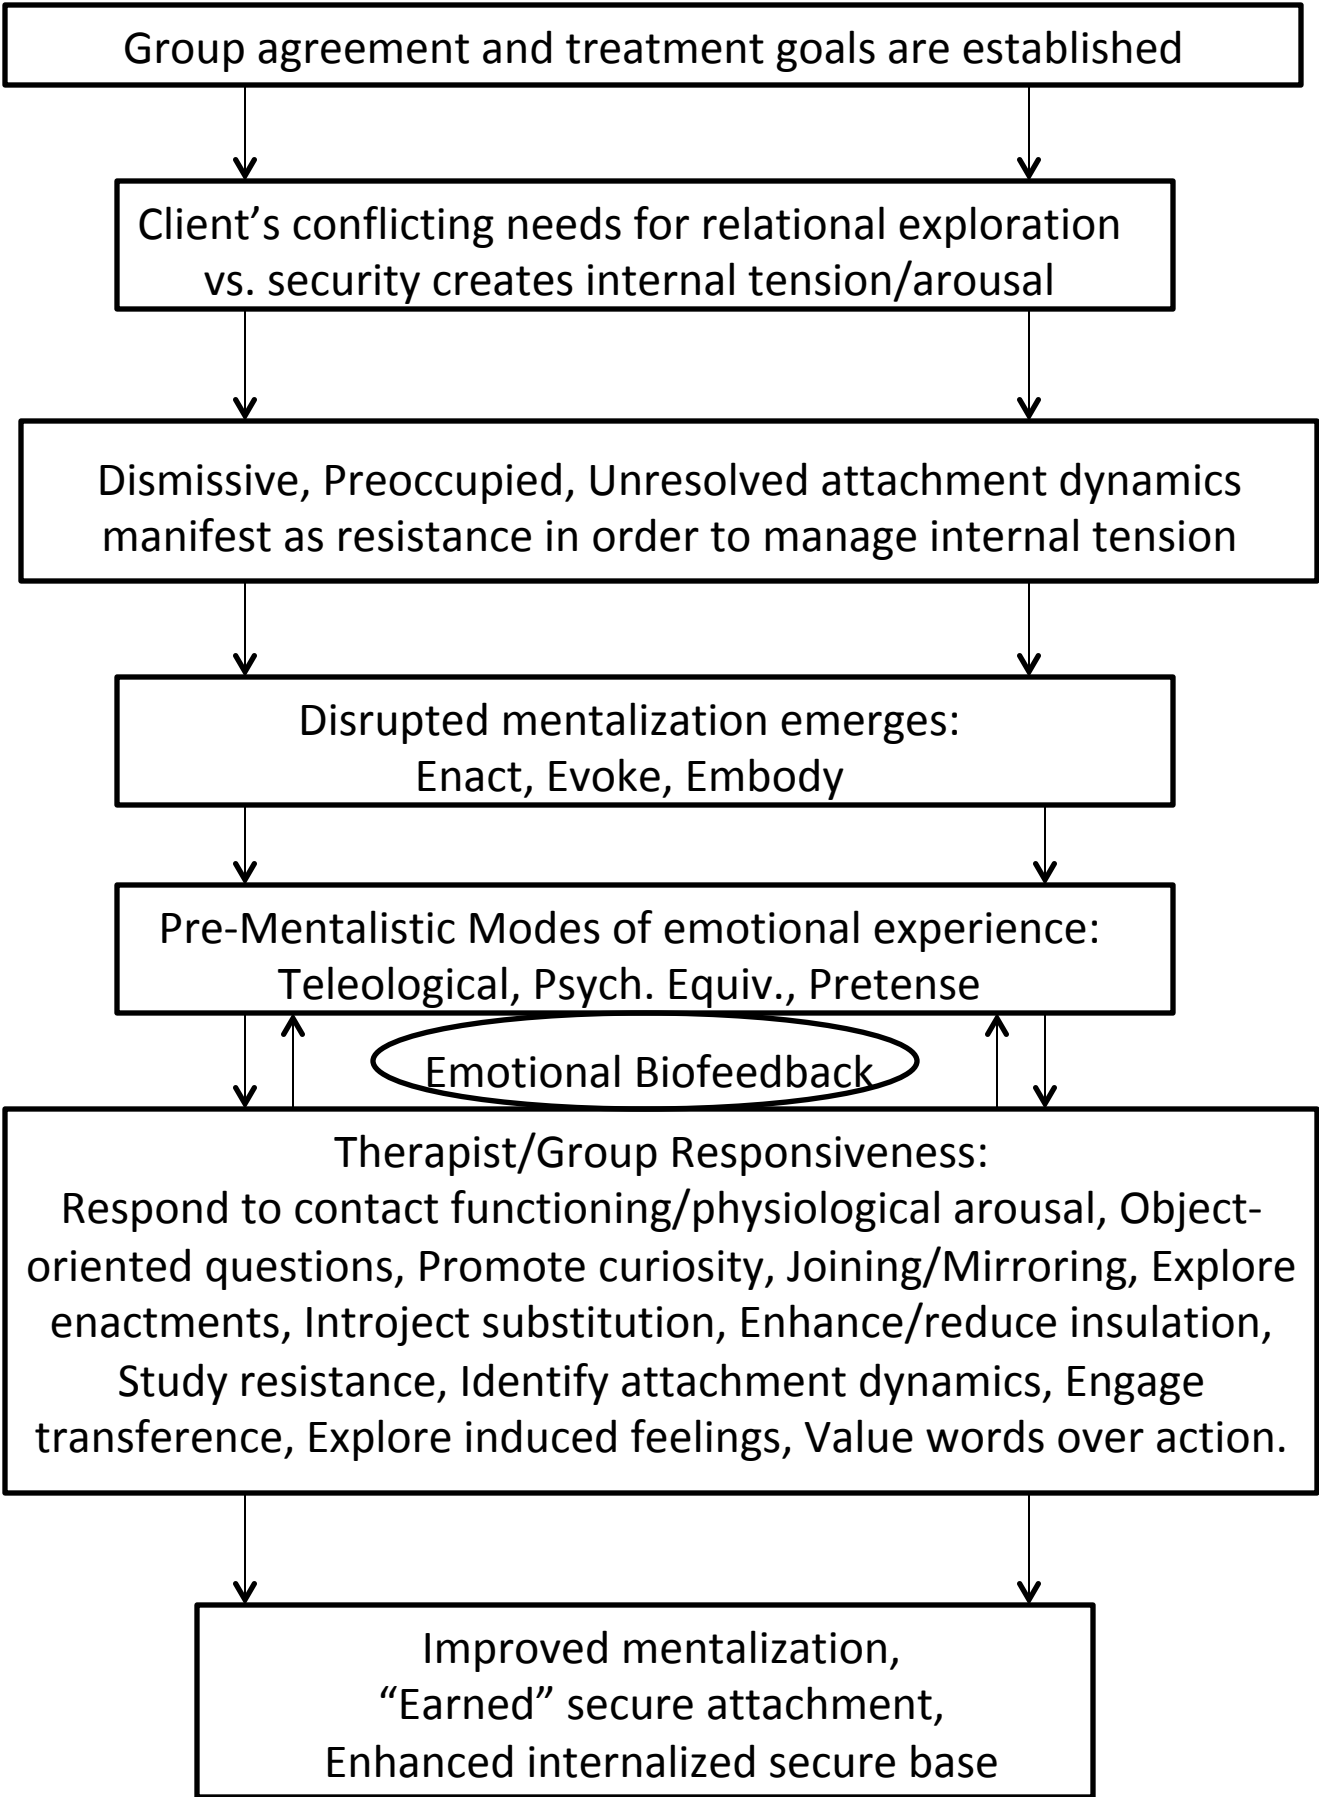 Group agreement and treatment goals are established
Client’s conflicting needs for relational exploration
vs. security creates internal tension/arousal
Dismissive, Preoccupied, Unresolved attachment dynamics
manifest as resistance in order to manage internal tension
Disrupted mentalization emerges:
Enact, Evoke, Embody
Pre-Mentalistic Modes of emotional experience:
Teleological, Psych. Equiv., Pretense
Emotional Biofeedback
Therapist/Group Responsiveness:
Respond to contact functioning/physiological arousal, Object-
oriented questions, Promote curiosity, Joining/Mirroring, Explore
enactments, Introject substitution, Enhance/reduce insulation,
Study resistance, Identify attachment dynamics, Engage
transference, Explore induced feelings, Value words over action.
Improved mentalization,
“Earned” secure attachment,
Enhanced internalized secure base